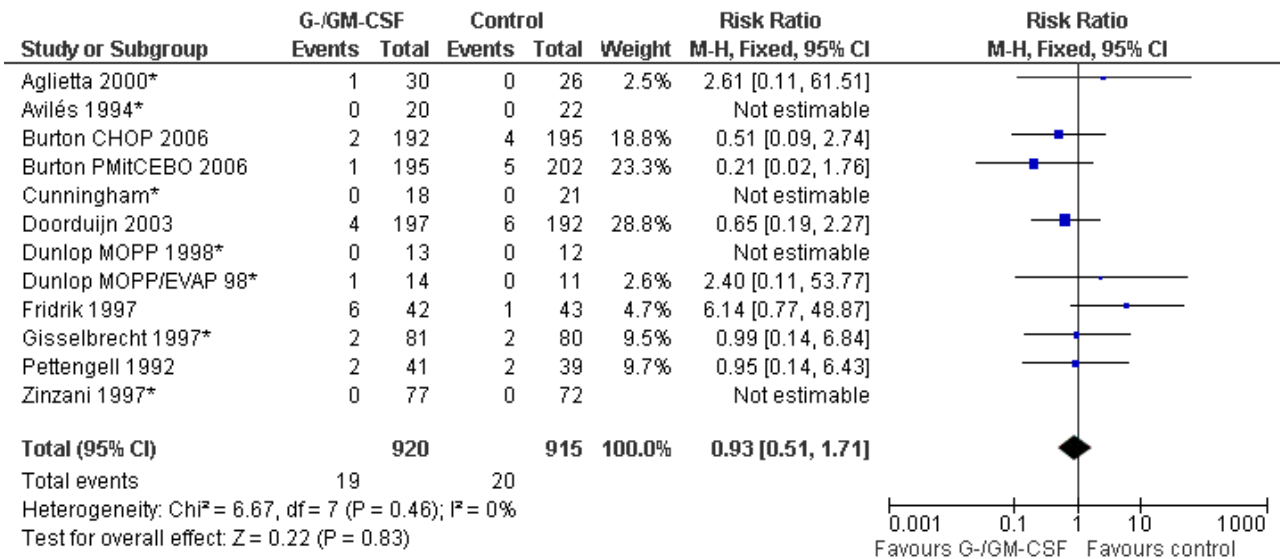 G-/GM-CSF Control Risk Ratio Risk Ratio
Study or Subgroup Events Total Events Total Weight M-H, Fixed, 95% CI M-H, Fixed, 95% CI
Aglietta 2000* 1 30 0 26 2.5% 2.61 [0.11, 61.51]
Avilés 1994* 0 20 0 22 Not estimable
Burton CHOP 2006 2 192 4 195 18.8% 0.51 [0.09, 2.74]
Burton PMitCEBO 2006 1 195 5 202 23.3% 0.21 [0.02, 1.76]
Cunningham* 0 18 0 21 Not estimable
Doorduijn 2003 4 197 6 192 28.8% 0.65 [0.19, 2.27]
Dunlop MOPP 1998* 0 13 0 12 Not estimable
Dunlop MOPP/EVAP 98* 1 14 0 11 2.6% 2.40 [0.11, 53.77]
Fridrik 1997 6 42 1 43 4.7% 6.14 [0.77, 48.87]
Gisselbrecht 1997* 2 81 2 80 9.5% 0.99 [0.14, 6.84]
Pettengell 1992 2 41 2 39 9.7% 0.95 [0.14, 6.43]
Zinzani 1997* 0 77 0 72 Not estimable
Total (95% CI) 920 915 100.0% 0.93 [0.51, 1.71]
Total events 19 20
Heterogeneity: Chi² = 6.67, df = 7 (P = 0.46); I² = 0%
Test for overall effect: Z = 0.22 (P = 0.83)
0.001 0.1 1 10 1000
Favours G-/GM-CSF Favours control